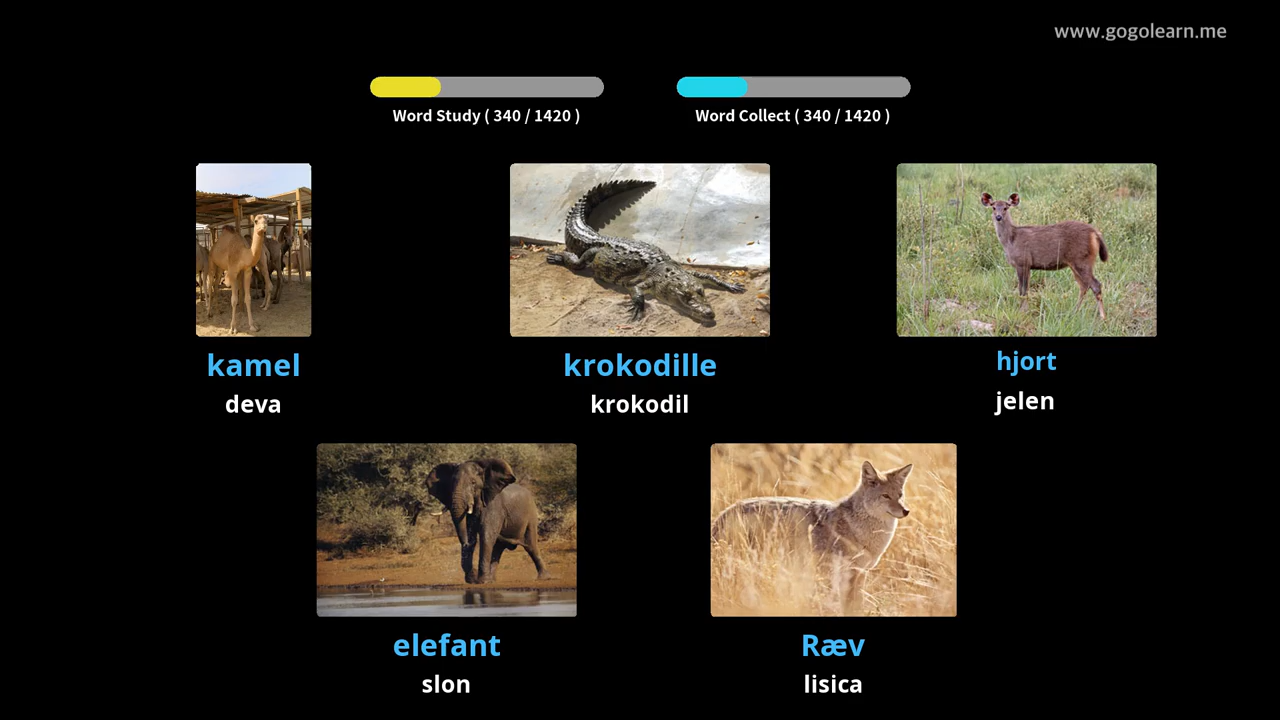 www.gogolearn.me
Word Study ( 340 / 1420 )
Word Collect ( 340 / 1420 )
kamel
deva
krokodille
krokodil
hjort
jelen
elefant
slon
Ræv
lisica